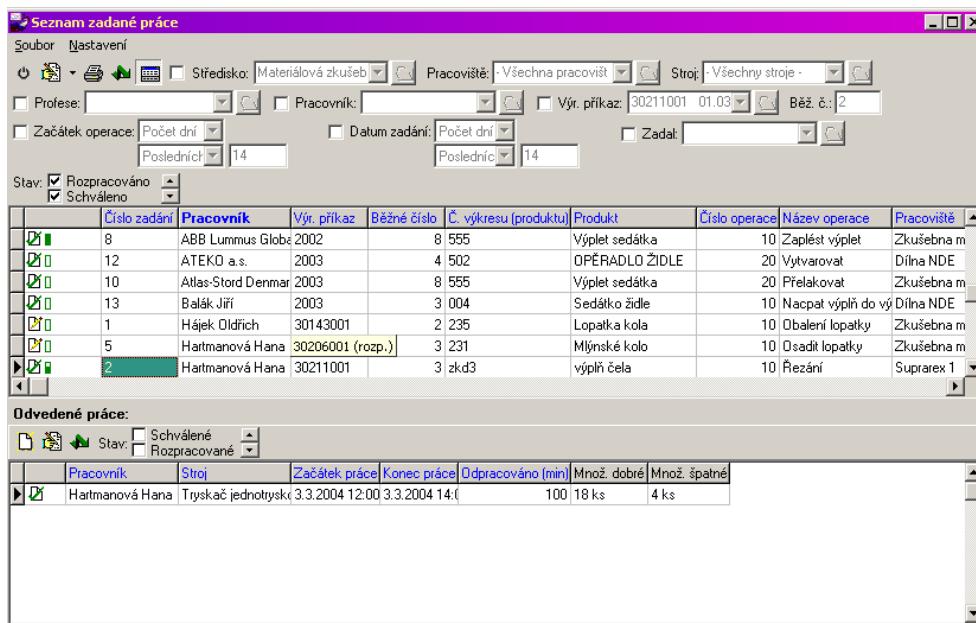 Seznam zadané práce
Soubor Nastavení
Středisko: Materiálová zkušeb Pracoviště: - Všechna pracovišt Stroj: - Všechny stroje -
Profese: Pracovník: Výr. příkaz: 30211001 01.03 Běž. č.: 2
Začátek operace: Počet dní Datum zadání: Počet dní Zadal:
Posledních 14 Posledníc 14
Stav: Rozpracováno
Schváleno
Číslo zadání Pracovník Výr. příkaz Běžné číslo Č. výkresu (produktu) Produkt Číslo operace Název operace Pracoviště
8 ABB Lummus Globa 2002 8 555 Výplet sedátka 10 Zaplést výplet Zkušebna m
12 ATEKO a.s. 2003 4 502 OPĚRADLO ŽIDLE 20 Vytvarovat Dílna NDE
10 Atlas-Stord Denmar 2003 8 555 Výplet sedátka 20 Přelakovat Zkušebna m
13 Balák Jiří 2003 3 004 Sedátko židle 10 Nacpat výplň do vý Dílna NDE
1 Hájek Oldřich 30143001 2 235 Lopatka kola 10 Obalení lopatky Zkušebna m
5 Hartmanová Hana 30206001 (rozp.) 3 231 Mlýnské kolo 10 Osadit lopatky Zkušebna m
2 Hartmanová Hana 30211001 3 zkd3 výplň čela 10 Řezání Suprarex 1
Odvedené práce:
Stav: Schválené
Rozpracované
Pracovník Stroj Začátek práce Konec práce Odpracováno (min) Množ. dobré Množ. špatné
Hartmanová Hana Tryskač jednotrysk 3.3.2004 12:00 3.3.2004 14:0 100 18 ks 4 ks